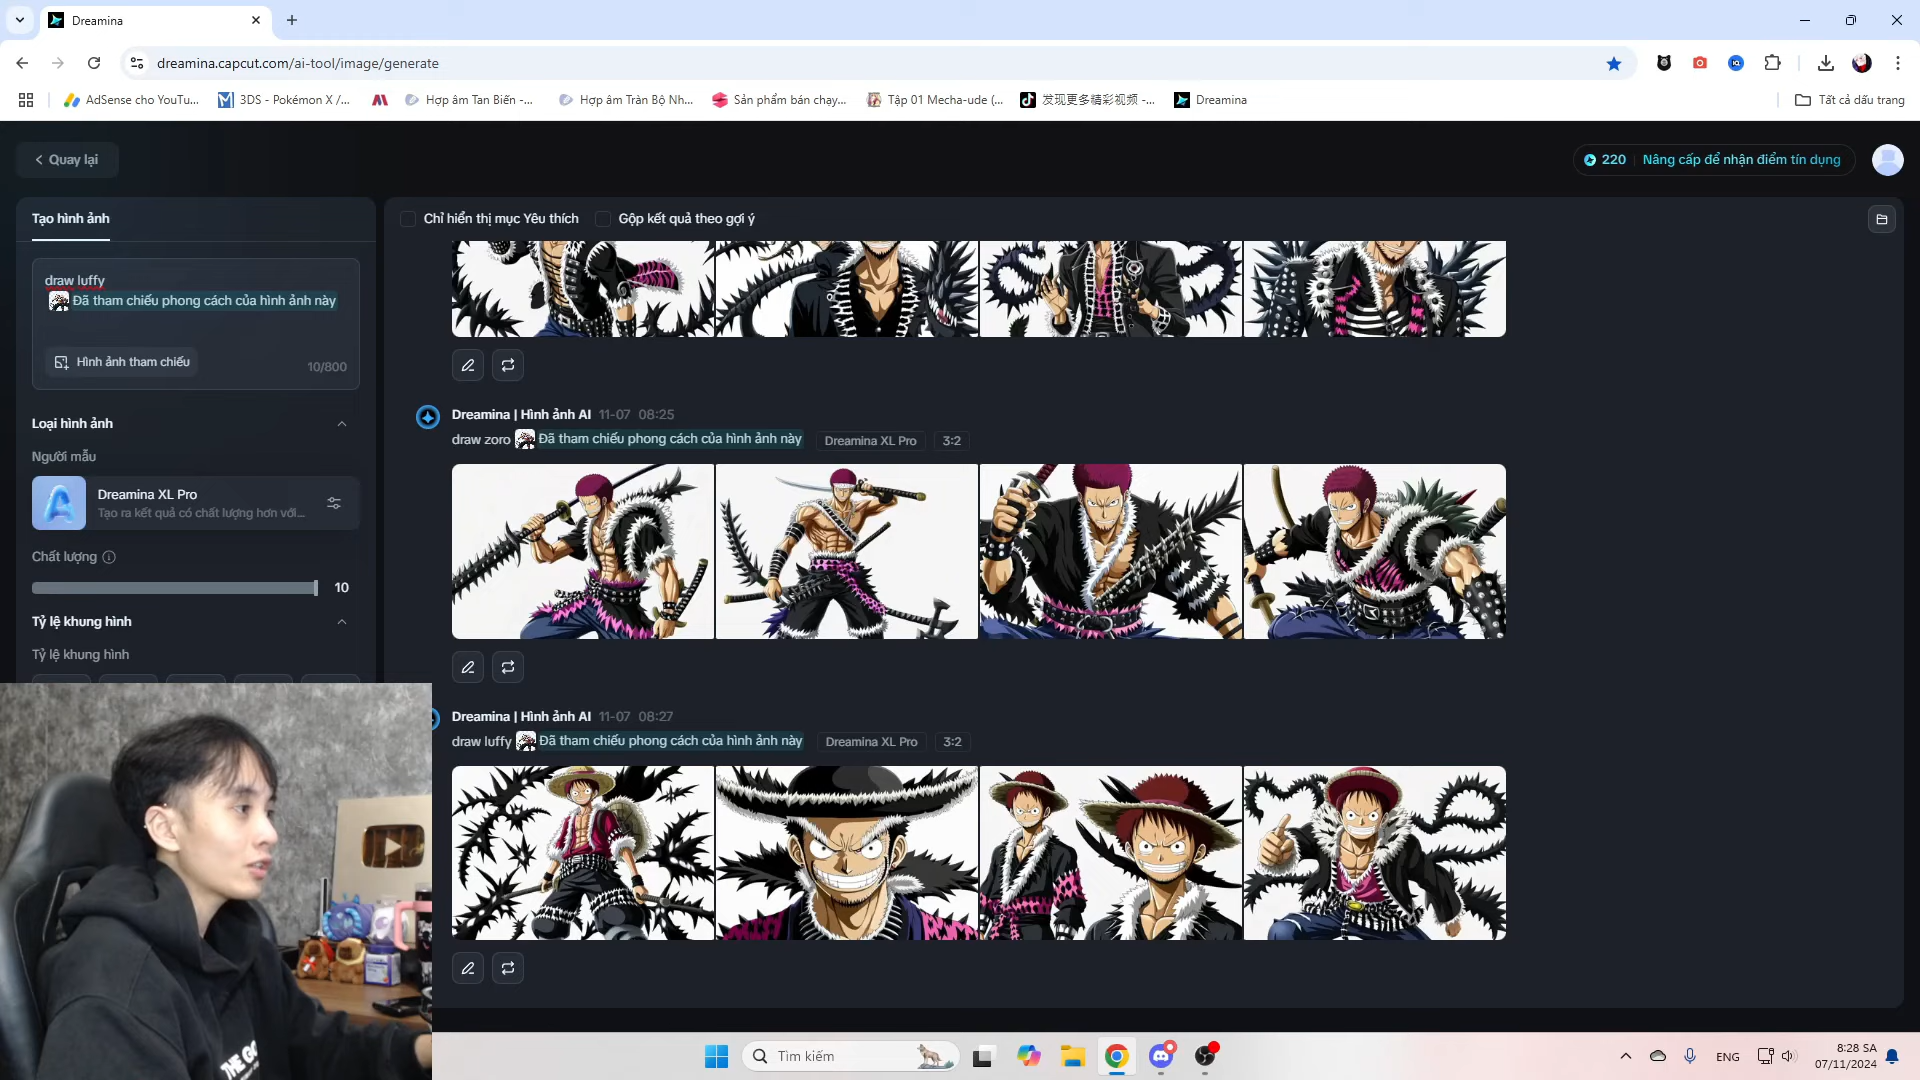 Dreamina
dreamina.capcut.com/ai-tool/image/generate
AdSense cho YouTu...
3DS - Pokémon X /...
Hợp âm Tan Biến -...
Hợp âm Tràn Bộ Nh...
Sản phẩm bán chạy...
Tập 01 Mecha-ude (...
发现更多精彩视频 -...
Dreamina
Tất cả dấu trang
Quay lại
220
Nâng cấp để nhận điểm tín dụng
Tạo hình ảnh
Chỉ hiển thị mục Yêu thích
Gộp kết quả theo gợi ý
draw luffy
Đã tham chiếu phong cách của hình ảnh này
Hình ảnh tham chiếu
10/800
Loại hình ảnh
Người mẫu
Dreamina XL Pro
Tạo ra kết quả có chất lượng hơn với...
Chất lượng
10
Tỷ lệ khung hình
Tỷ lệ khung hình
Dreamina | Hình ảnh AI 11-07 08:25
draw zoro Đã tham chiếu phong cách của hình ảnh này Dreamina XL Pro 3:2
Dreamina | Hình ảnh AI 11-07 08:27
draw luffy Đã tham chiếu phong cách của hình ảnh này Dreamina XL Pro 3:2
Tìm kiếm
ENG
8:28 SA
07/11/2024